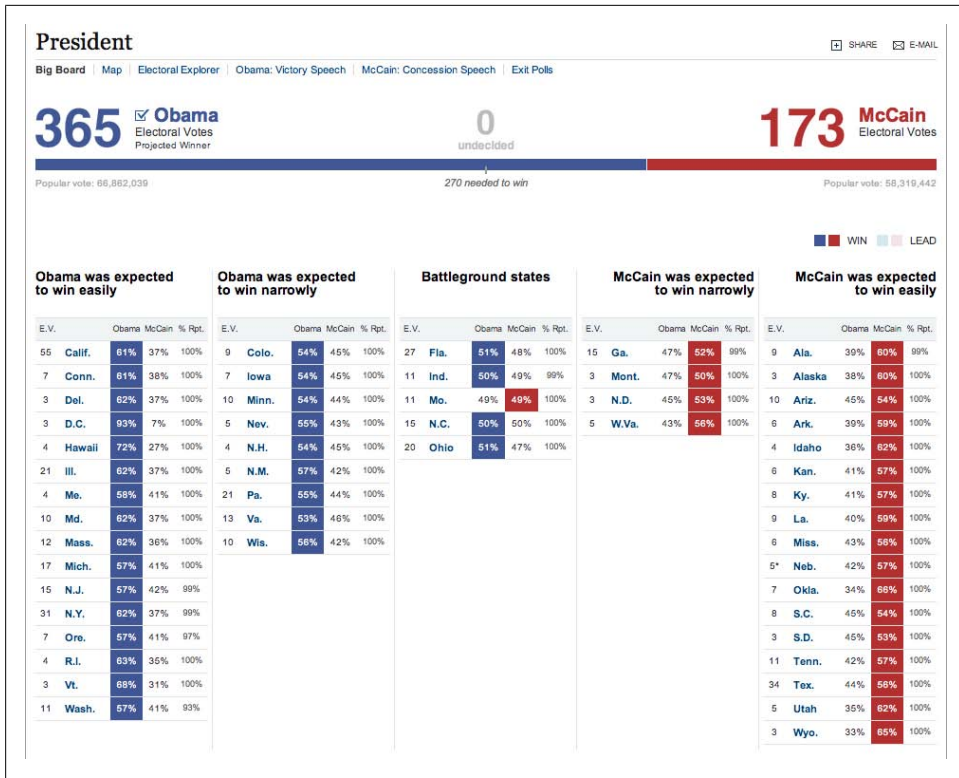 President
SHARE E-MAIL
Big Board Map Electoral Explorer Obama: Victory Speech McCain: Concession Speech Exit Polls
365 Obama
Electoral Votes
Projected Winner
0
undecided
173 McCain
Electoral Votes
Popular vote: 66,862,039
270 needed to win
Popular vote: 58,319,442
WIN LEAD
Obama was expected
to win easily
E.V. Obama McCain % Rpt.
55 Calif. 61% 37% 100%
7 Conn. 61% 38% 100%
3 Del. 62% 37% 100%
3 D.C. 93% 7% 100%
4 Hawaii 72% 27% 100%
21 Ill. 62% 37% 100%
4 Me. 58% 41% 100%
10 Md. 62% 37% 100%
12 Mass. 62% 36% 100%
17 Mich. 57% 41% 100%
15 N.J. 57% 42% 99%
31 N.Y. 62% 37% 99%
7 Ore. 57% 41% 97%
4 R.I. 63% 35% 100%
3 Vt. 68% 31% 100%
11 Wash. 57% 41% 93%
Obama was expected
to win narrowly
E.V. Obama McCain % Rpt.
9 Colo. 54% 45% 100%
7 Iowa 54% 45% 100%
10 Minn. 54% 44% 100%
5 Nev. 55% 43% 100%
4 N.H. 54% 45% 100%
5 N.M. 57% 42% 100%
21 Pa. 55% 44% 100%
13 Va. 53% 46% 100%
10 Wis. 56% 42% 100%
Battleground states
E.V. Obama McCain % Rpt.
27 Fla. 51% 48% 100%
11 Ind. 50% 49% 99%
11 Mo. 49% 49% 100%
15 N.C. 50% 50% 100%
20 Ohio 51% 47% 100%
McCain was expected
to win narrowly
E.V. Obama McCain % Rpt.
15 Ga. 47% 52% 99%
3 Mont. 47% 50% 100%
3 N.D. 45% 53% 100%
5 W.Va. 43% 56% 100%
McCain was expected
to win easily
E.V. Obama McCain % Rpt.
9 Ala. 39% 60% 99%
3 Alaska 38% 60% 100%
10 Ariz. 45% 54% 100%
6 Ark. 39% 59% 100%
4 Idaho 36% 62% 100%
6 Kan. 41% 57% 100%
8 Ky. 41% 57% 100%
9 La. 40% 59% 100%
6 Miss. 43% 56% 100%
5* Neb. 42% 57% 100%
7 Okla. 34% 66% 100%
8 S.C. 45% 54% 100%
3 S.D. 45% 53% 100%
11 Tenn. 42% 57% 100%
34 Tex. 44% 56% 100%
5 Utah 35% 62% 100%
3 Wyo. 33% 65% 100%